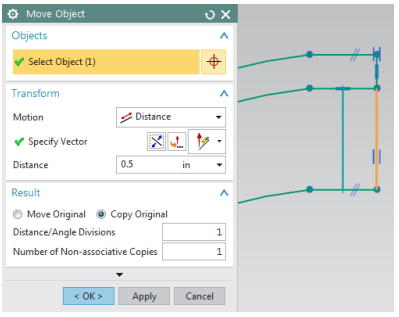 Move Object
Objects
Select Object (1)
Transform
Motion
Distance
Specify Vector
Distance
0.5 in
Result
Move Original Copy Original
Distance/Angle Divisions 1
Number of Non-associative Copies 1
< OK > Apply Cancel